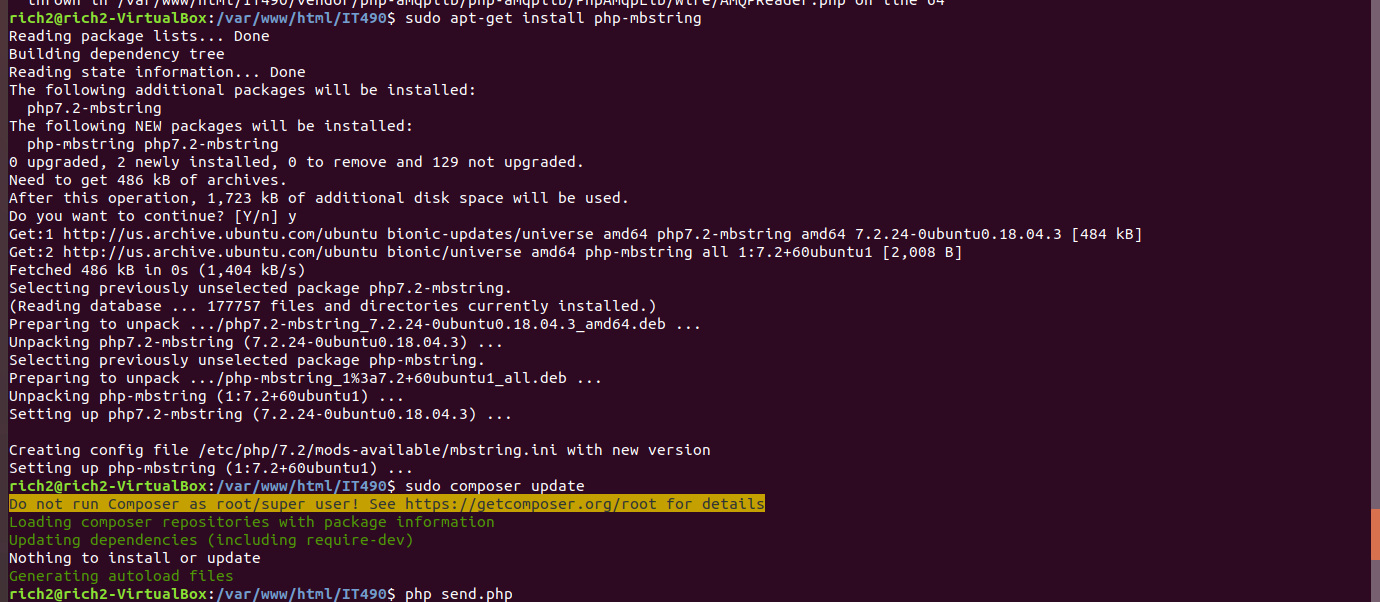 thrown in /var/www/html/IT490/vendor/php-amqplib/php-amqplib/PhpAmqpLib/Wire/AMQPReader.php on line 64
rich2@rich2-VirtualBox:/var/www/html/IT490$ sudo apt-get install php-mbstring
Reading package lists... Done
Building dependency tree
Reading state information... Done
The following additional packages will be installed:
  php7.2-mbstring
The following NEW packages will be installed:
  php-mbstring php7.2-mbstring
0 upgraded, 2 newly installed, 0 to remove and 129 not upgraded.
Need to get 486 kB of archives.
After this operation, 1,723 kB of additional disk space will be used.
Do you want to continue? [Y/n] y
Get:1 http://us.archive.ubuntu.com/ubuntu bionic-updates/universe amd64 php7.2-mbstring amd64 7.2.24-0ubuntu0.18.04.3 [484 kB]
Get:2 http://us.archive.ubuntu.com/ubuntu bionic/universe amd64 php-mbstring all 1:7.2+60ubuntu1 [2,008 B]
Fetched 486 kB in 0s (1,404 kB/s)
Selecting previously unselected package php7.2-mbstring.
(Reading database ... 177757 files and directories currently installed.)
Preparing to unpack .../php7.2-mbstring_7.2.24-0ubuntu0.18.04.3_amd64.deb ...
Unpacking php7.2-mbstring (7.2.24-0ubuntu0.18.04.3) ...
Selecting previously unselected package php-mbstring.
Preparing to unpack .../php-mbstring_1%3a7.2+60ubuntu1_all.deb ...
Unpacking php-mbstring (1:7.2+60ubuntu1) ...
Setting up php7.2-mbstring (7.2.24-0ubuntu0.18.04.3) ...

Creating config file /etc/php/7.2/mods-available/mbstring.ini with new version
Setting up php-mbstring (1:7.2+60ubuntu1) ...
rich2@rich2-VirtualBox:/var/www/html/IT490$ sudo composer update
Do not run Composer as root/super user! See https://getcomposer.org/root for details
Loading composer repositories with package information
Updating dependencies (including require-dev)
Nothing to install or update
Generating autoload files
rich2@rich2-VirtualBox:/var/www/html/IT490$ php send.php